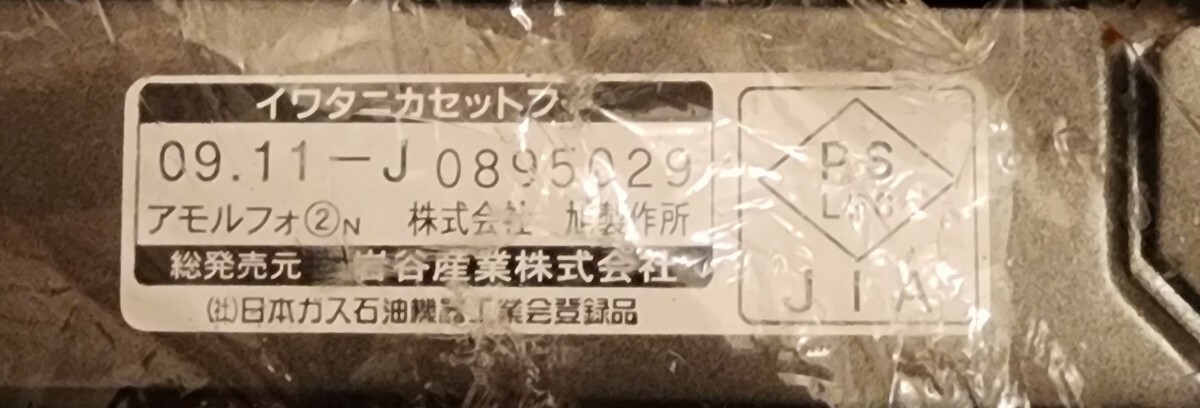 イワタニカセットフ
09.11-J 0895029
アモルフォ②N 株式会社 旭製作所
総発売元 岩谷産業株式会社
(社)日本ガス石油機器工業会登録品
PS
LPG
JIA